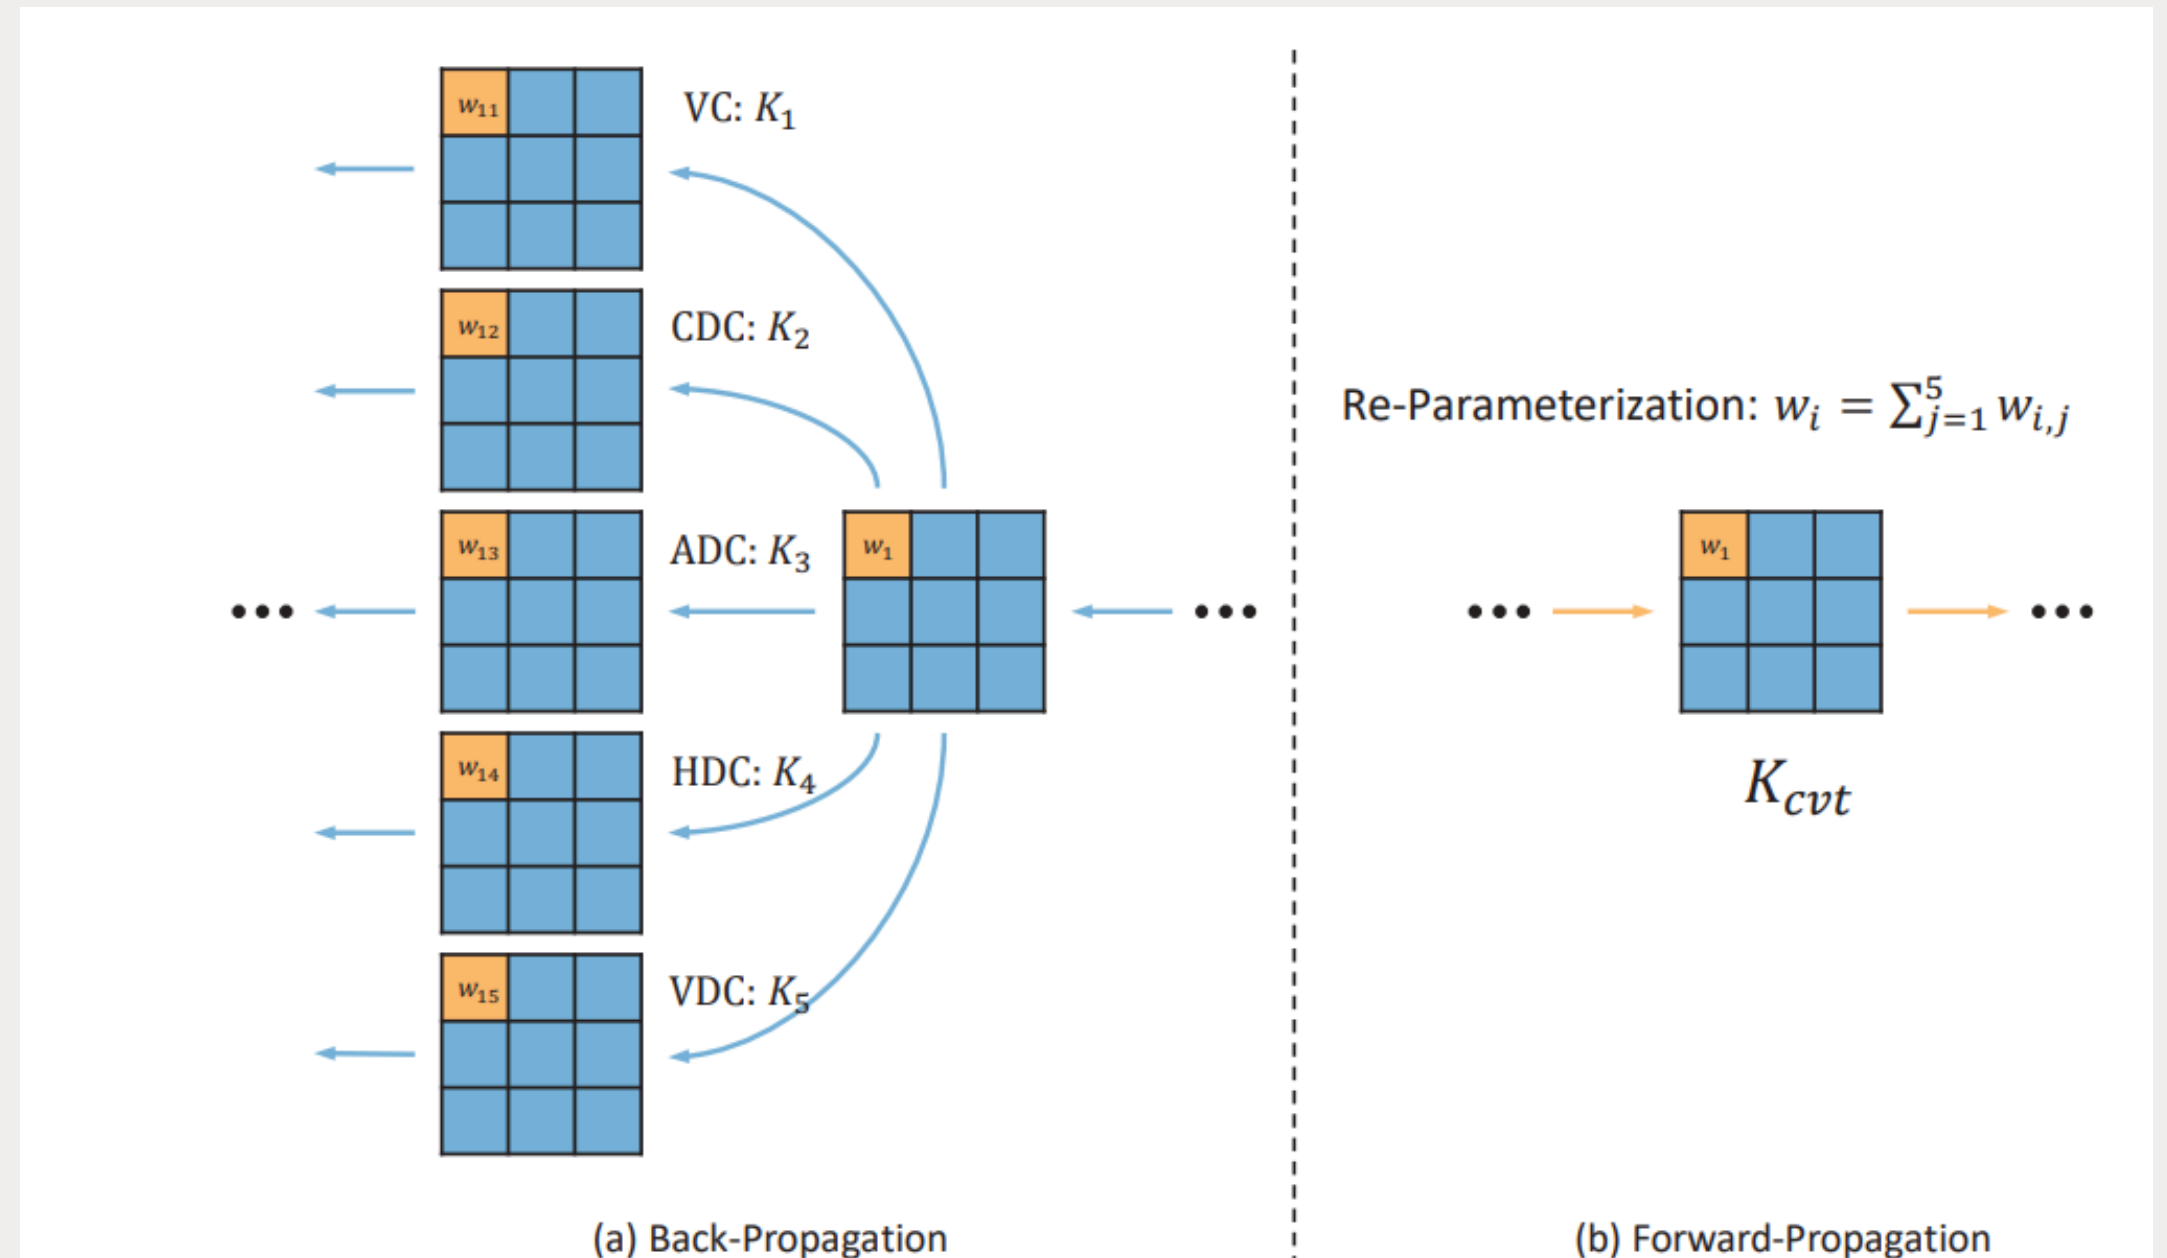 w₁₁
VC: K₁
w₁₂
CDC: K₂
w₁₃
ADC: K₃
w₁
w₁₄
HDC: K₄
w₁₅
VDC: K₅
(a) Back-Propagation
Re-Parameterization: wᵢ = ∑⁵ⱼ₌₁ wᵢ,ⱼ
w₁
K_cvt
(b) Forward-Propagation